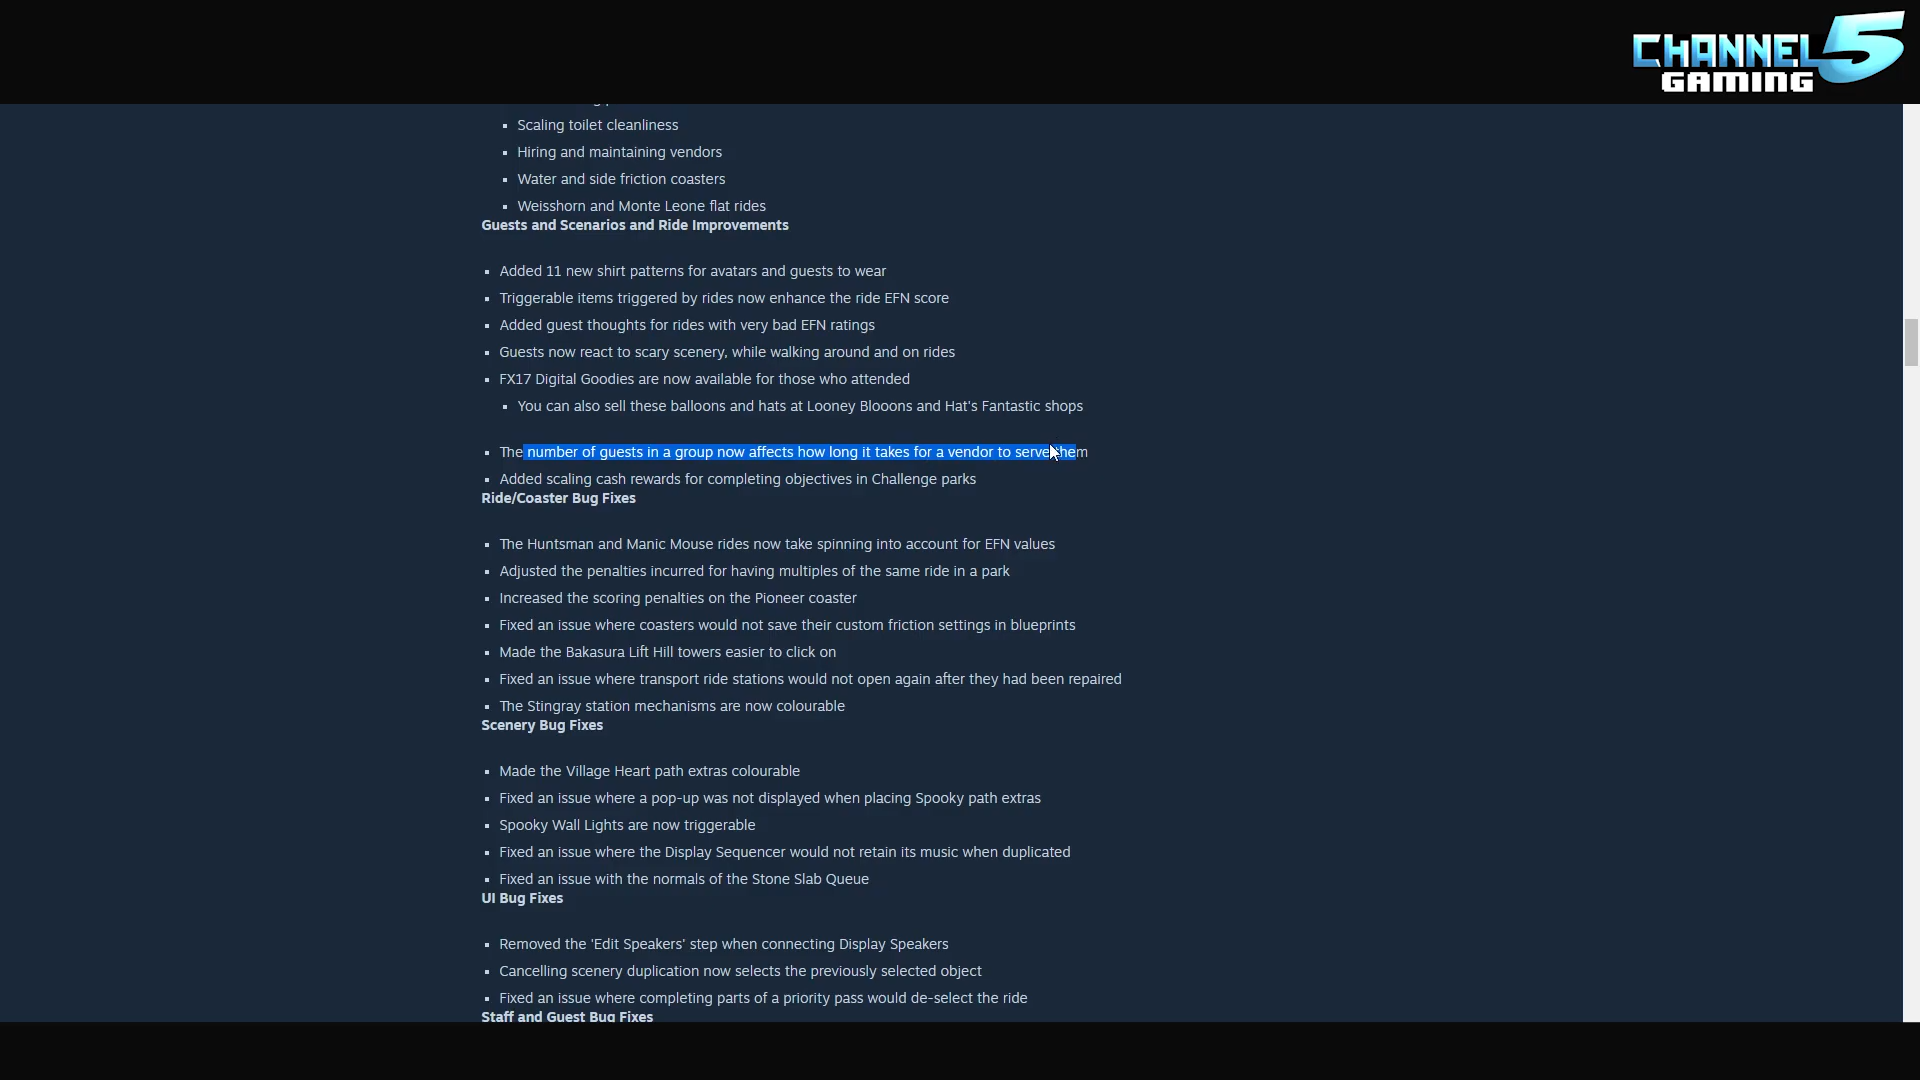 CHANNEL 5
GAMING
Scaling toilet cleanliness
Hiring and maintaining vendors
Water and side friction coasters
Weisshorn and Monte Leone flat rides
Guests and Scenarios and Ride Improvements
Added 11 new shirt patterns for avatars and guests to wear
Triggerable items triggered by rides now enhance the ride EFN score
Added guest thoughts for rides with very bad EFN ratings
Guests now react to scary scenery, while walking around and on rides
FX17 Digital Goodies are now available for those who attended
You can also sell these balloons and hats at Looney Blooons and Hat's Fantastic shops
The number of guests in a group now affects how long it takes for a vendor to serve them
Added scaling cash rewards for completing objectives in Challenge parks
Ride/Coaster Bug Fixes
The Huntsman and Manic Mouse rides now take spinning into account for EFN values
Adjusted the penalties incurred for having multiples of the same ride in a park
Increased the scoring penalties on the Pioneer coaster
Fixed an issue where coasters would not save their custom friction settings in blueprints
Made the Bakasura Lift Hill towers easier to click on
Fixed an issue where transport ride stations would not open again after they had been repaired
The Stingray station mechanisms are now colourable
Scenery Bug Fixes
Made the Village Heart path extras colourable
Fixed an issue where a pop-up was not displayed when placing Spooky path extras
Spooky Wall Lights are now triggerable
Fixed an issue where the Display Sequencer would not retain its music when duplicated
Fixed an issue with the normals of the Stone Slab Queue
UI Bug Fixes
Removed the 'Edit Speakers' step when connecting Display Speakers
Cancelling scenery duplication now selects the previously selected object
Fixed an issue where completing parts of a priority pass would de-select the ride
Staff and Guest Bug Fixes